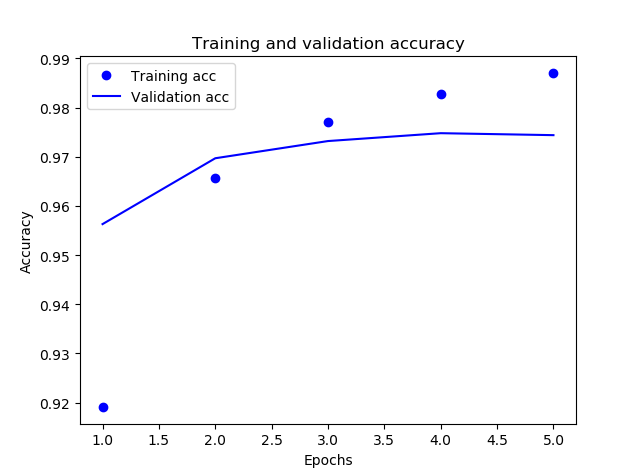 Training and validation accuracy
0.99
0.98
0.97
0.96
0.95
0.94
0.93
0.92
Accuracy
Training acc
Validation acc
1.0 1.5 2.0 2.5 3.0 3.5 4.0 4.5 5.0
Epochs